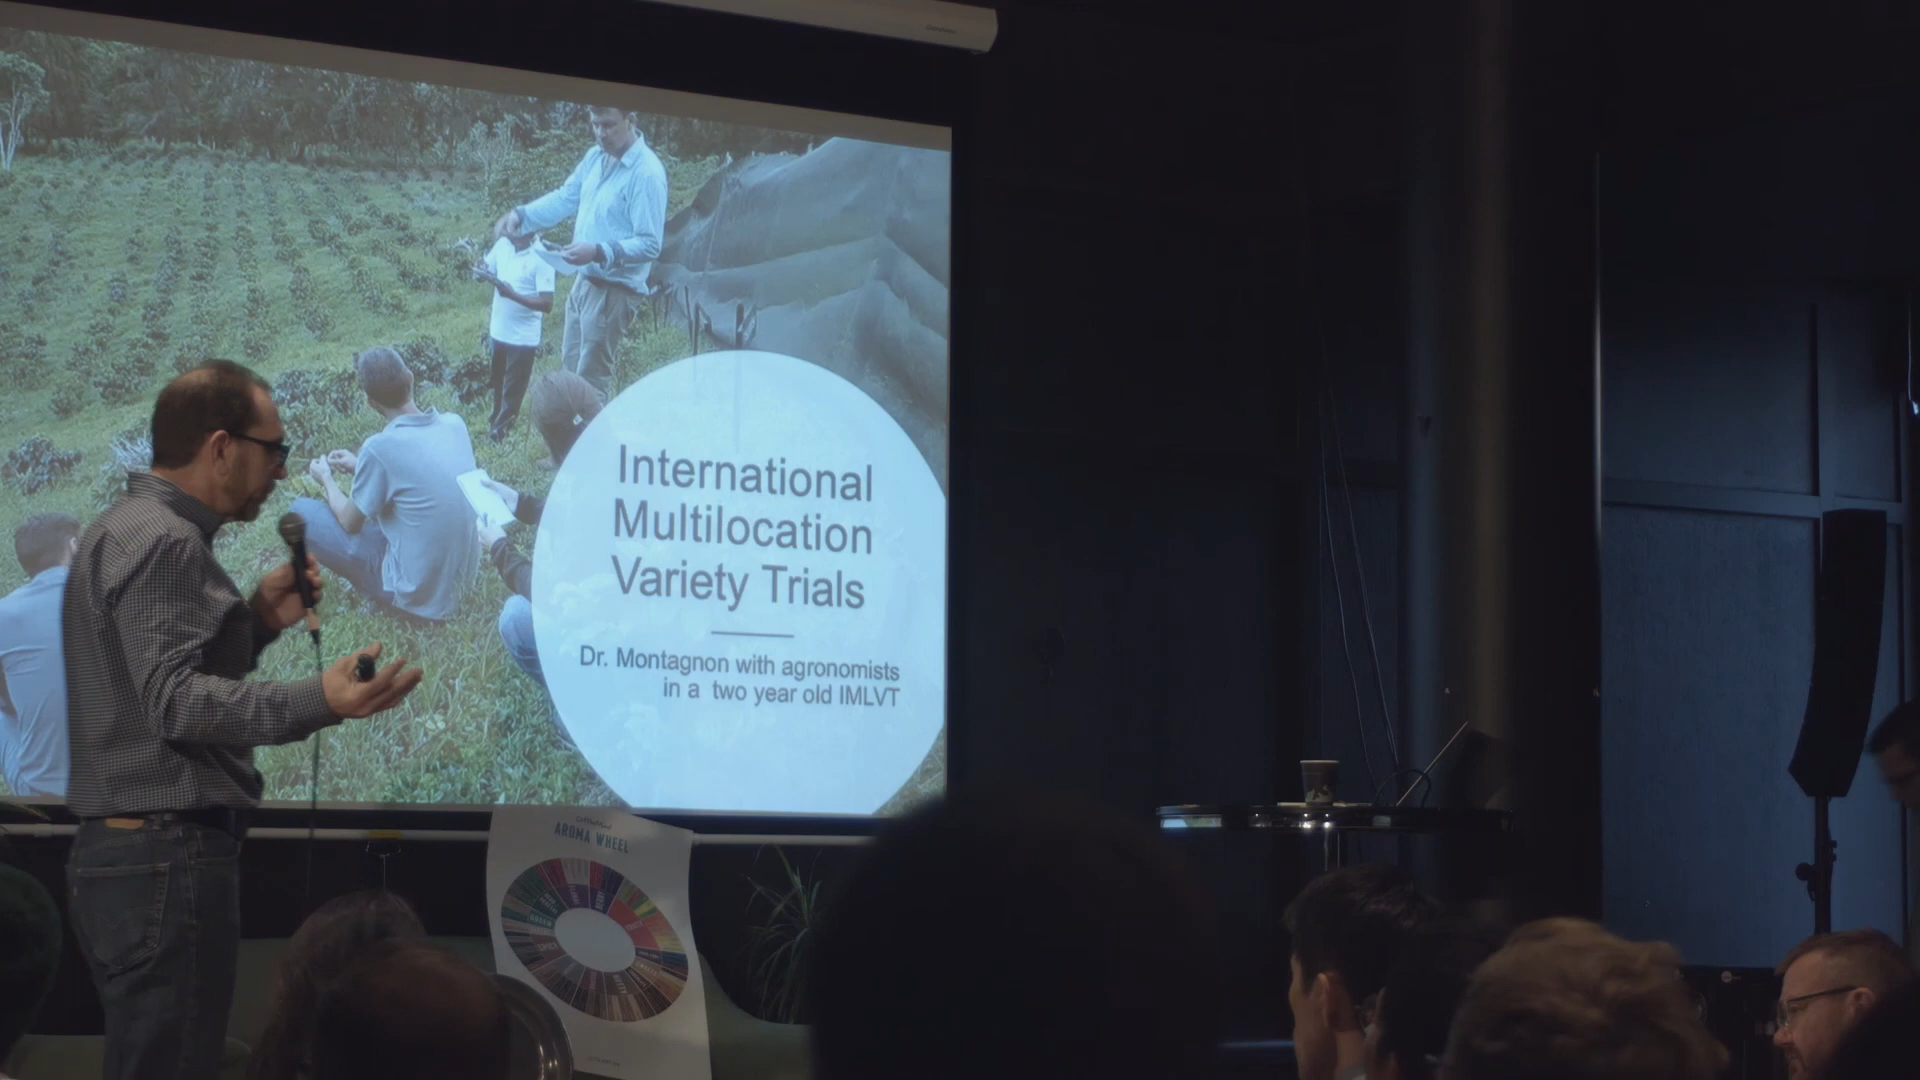 International
Multilocation
Variety Trials
Dr. Montagnon with agronomists
in a two year old IMLVT
AROMA WHEEL